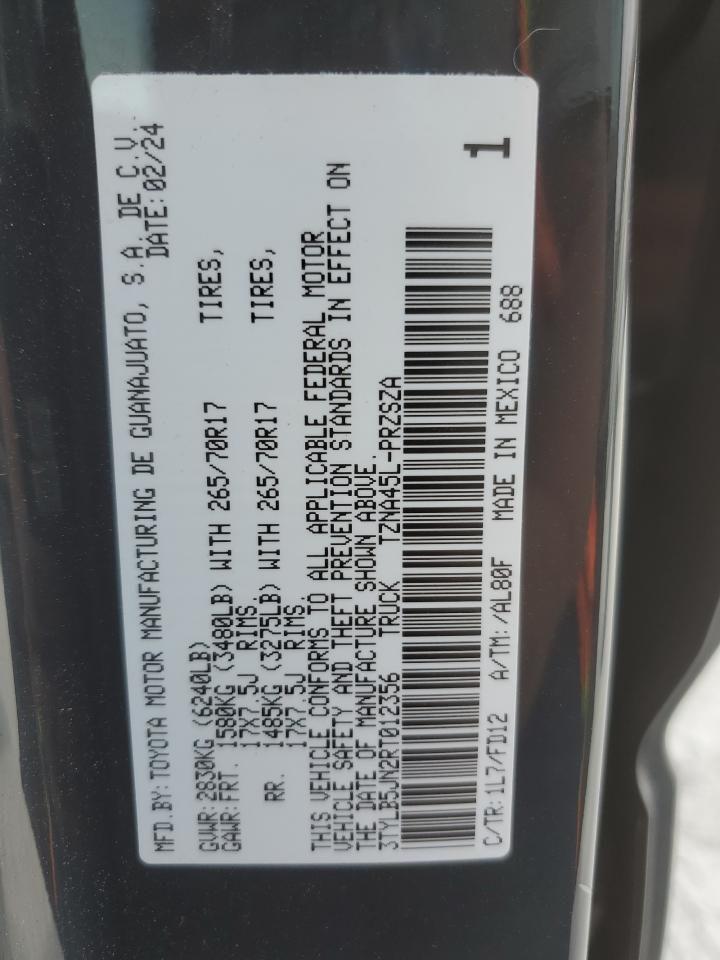 MFD.BY: TOYOTA MOTOR MANUFACTURING DE GUANAJUATO, S.A. DE C.V.
DATE: 02/24
GVWR: 2830KG (6240LB)
GAWR: FRT. 1580KG (3480LB) WITH 265/70R17 TIRES,
17X7.5J RIMS.
RR. 1485KG (3275LB) WITH 265/70R17 TIRES,
17X7.5J RIMS.
THIS VEHICLE CONFORMS TO ALL APPLICABLE FEDERAL MOTOR
VEHICLE SAFETY AND THEFT PREVENTION STANDARDS IN EFFECT ON
THE DATE OF MANUFACTURE SHOWN ABOVE.
3TYLB5JN2RT012356 TRUCK TZNA45L-PRZSZA
1
C/TR: 1L7/FD12 A/TM: /AL80F MADE IN MEXICO 688